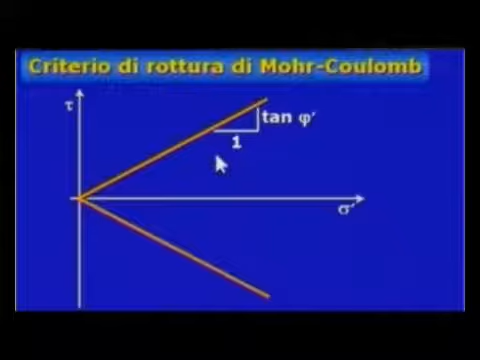 Criterio di rottura di Mohr-Coulomb
τ
tan φ'
1
σ'